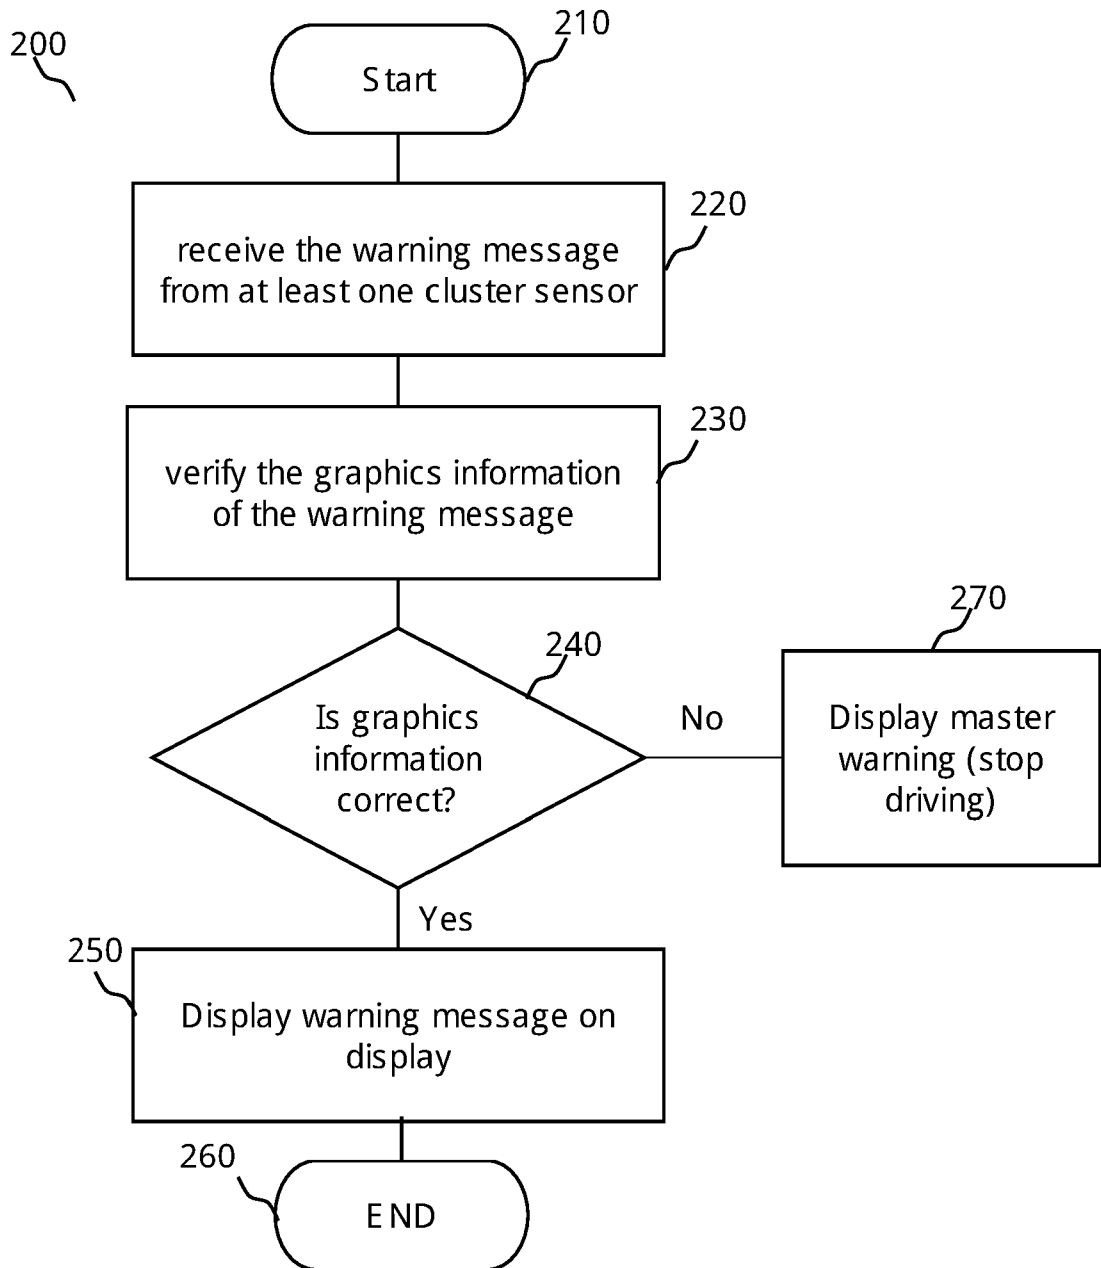 200
210
Start
220
receive the warning message
from at least one cluster sensor
230
verify the graphics information
of the warning message
240
Is graphics
information
correct?
No
270
Display master
warning (stop
driving)
Yes
250
Display warning message on
display
260
END